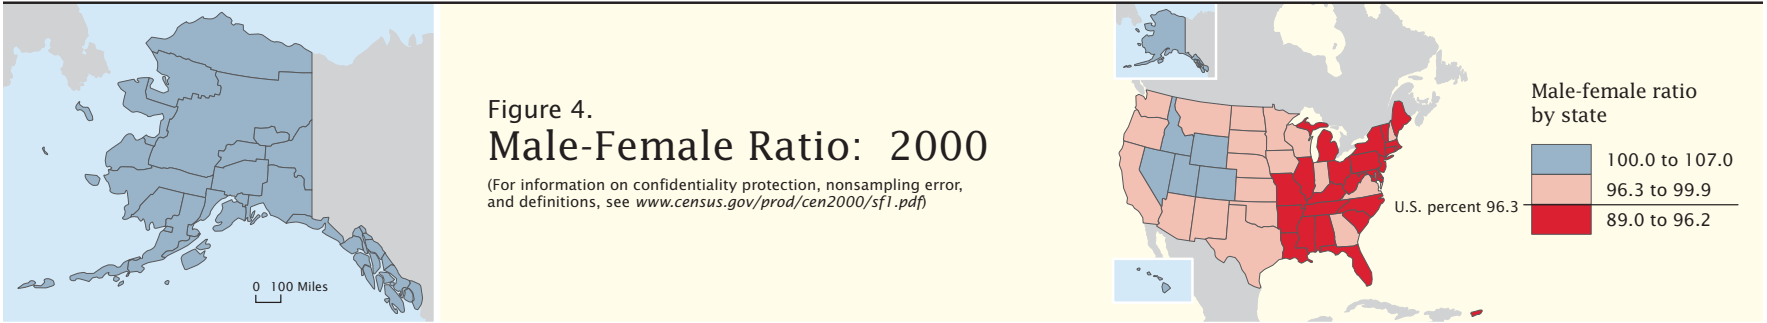 Figure 4.
Male-Female Ratio: 2000
(For information on confidentiality protection, nonsampling error,
and definitions, see www.census.gov/prod/cen2000/sf1.pdf)
0 100 Miles
Male-female ratio
by state
100.0 to 107.0
96.3 to 99.9
U.S. percent 96.3
89.0 to 96.2